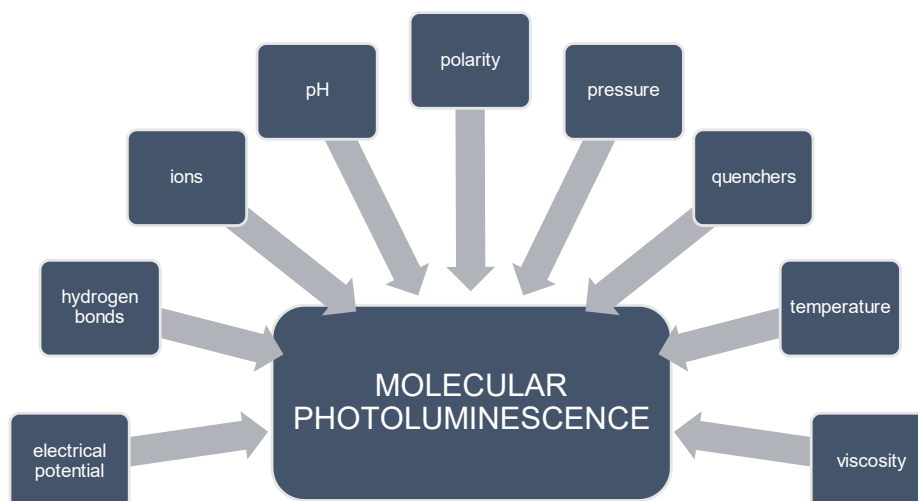 polarity
pH
pressure
ions
quenchers
hydrogen
bonds
temperature
MOLECULAR
PHOTOLUMINESCENCE
electrical
potential
viscosity